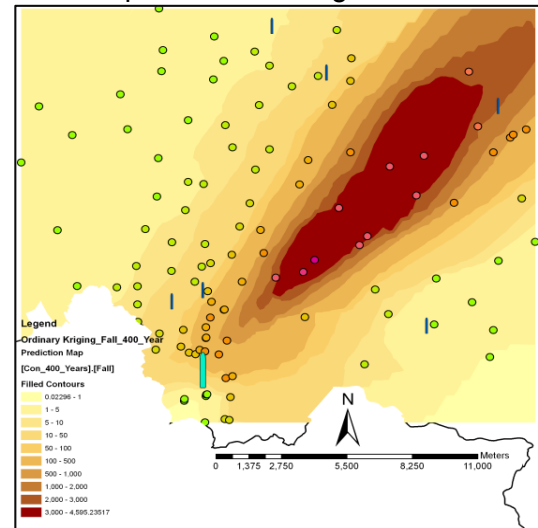 Legend
Ordinary Kriging_Fall_400_Year
Prediction Map
[Con_400_Years].[Fall]
Filled Contours
0.02296 - 1
1 - 5
5 - 10
10 - 50
50 - 100
100 - 500
500 - 1,000
1,000 - 2,000
2,000 - 3,000
3,000 - 4,595.23517
N
Meters
0 1,375 2,750 5,500 8,250 11,000